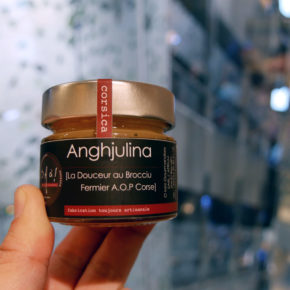 corsica
Anghjulina
[La Douceur au Brocciu
Fermier A.O.P Corse]
fabrication toujours artisanale